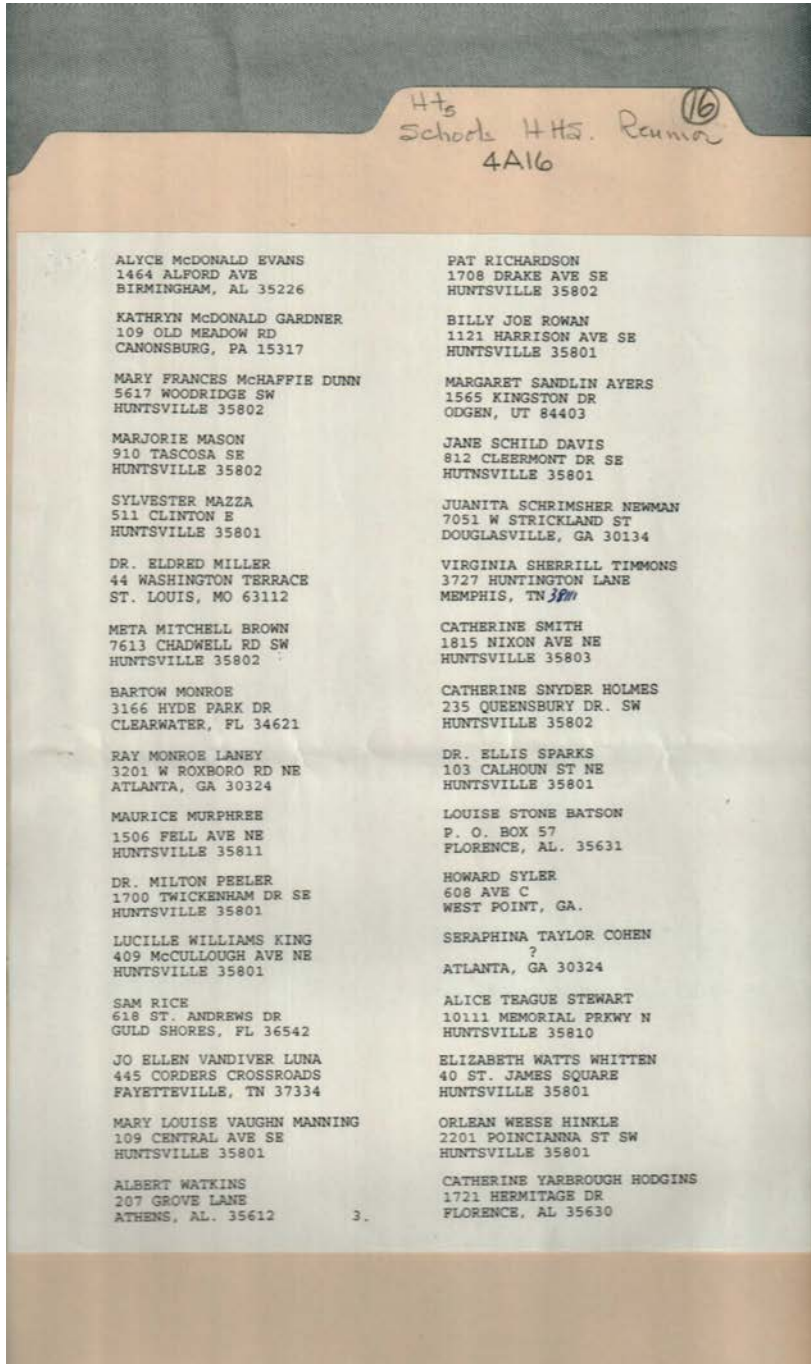 Hts
Schools HHS. Reunion
16
4A16
ALYCE McDONALD EVANS
1464 ALFORD AVE
BIRMINGHAM, AL 35226
KATHRYN McDONALD GARDNER
109 OLD MEADOW RD
CANONSBURG, PA 15317
MARY FRANCES McHAFFIE DUNN
5617 WOODRIDGE SW
HUNTSVILLE 35802
MARJORIE MASON
910 TASCOSA SE
HUNTSVILLE 35802
SYLVESTER MAZZA
511 CLINTON E
HUNTSVILLE 35801
DR. ELDRED MILLER
44 WASHINGTON TERRACE
ST. LOUIS, MO 63112
META MITCHELL BROWN
7613 CHADWELL RD SW
HUNTSVILLE 35802
BARTOW MONROE
3166 HYDE PARK DR
CLEARWATER, FL 34621
RAY MONROE LANEY
3201 W ROXBORO RD NE
ATLANTA, GA 30324
MAURICE MURPHREE
1506 FELL AVE NE
HUNTSVILLE 35811
DR. MILTON PEELER
1700 TWICKENHAM DR SE
HUNTSVILLE 35801
LUCILLE WILLIAMS KING
409 McCULLOUGH AVE NE
HUNTSVILLE 35801
SAM RICE
618 ST. ANDREWS DR
GULD SHORES, FL 36542
JO ELLEN VANDIVER LUNA
445 CORDERS CROSSROADS
FAYETTEVILLE, TN 37334
MARY LOUISE VAUGHN MANNING
109 CENTRAL AVE SE
HUNTSVILLE 35801
ALBERT WATKINS
207 GROVE LANE
ATHENS, AL. 35612
3.
PAT RICHARDSON
1708 DRAKE AVE SE
HUNTSVILLE 35802
BILLY JOE ROWAN
1121 HARRISON AVE SE
HUNTSVILLE 35801
MARGARET SANDLIN AYERS
1565 KINGSTON DR
ODGEN, UT 84403
JANE SCHILD DAVIS
812 CLEERMONT DR SE
HUTNSVILLE 35801
JUANITA SCHRIMSHER NEWMAN
7051 W STRICKLAND ST
DOUGLASVILLE, GA 30134
VIRGINIA SHERRILL TIMMONS
3727 HUNTINGTON LANE
MEMPHIS, TN
CATHERINE SMITH
1815 NIXON AVE NE
HUNTSVILLE 35803
CATHERINE SNYDER HOLMES
235 QUEENSBURY DR. SW
HUNTSVILLE 35802
DR. ELLIS SPARKS
103 CALHOUN ST NE
HUNTSVILLE 35801
LOUISE STONE BATSON
P. O. BOX 57
FLORENCE, AL. 35631
HOWARD SYLER
608 AVE C
WEST POINT, GA.
SERAPHINA TAYLOR COHEN
?
ATLANTA, GA 30324
ALICE TEAGUE STEWART
10111 MEMORIAL PRKWY N
HUNTSVILLE 35810
ELIZABETH WATTS WHITTEN
40 ST. JAMES SQUARE
HUNTSVILLE 35801
ORLEAN WEESE HINKLE
2201 POINCIANNA ST SW
HUNTSVILLE 35801
CATHERINE YARBROUGH HODGINS
1721 HERMITAGE DR
FLORENCE, AL 35630